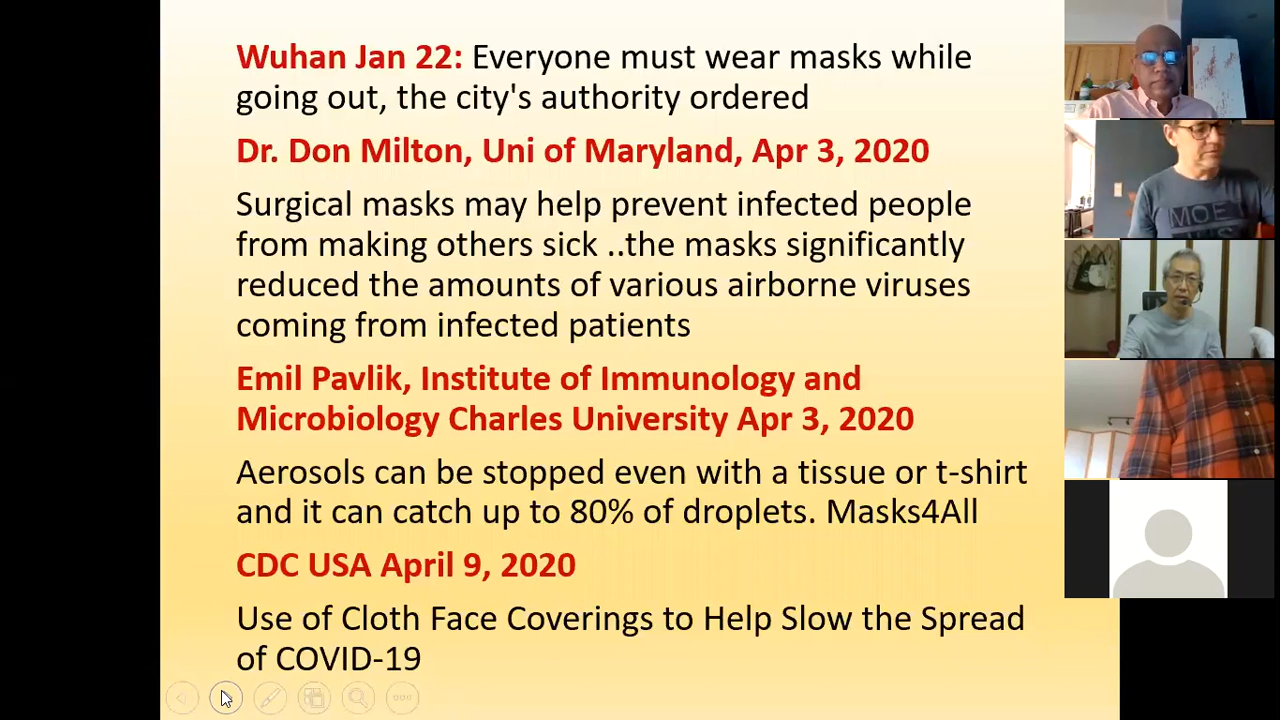 Wuhan Jan 22: Everyone must wear masks while
going out, the city's authority ordered
Dr. Don Milton, Uni of Maryland, Apr 3, 2020
Surgical masks may help prevent infected people
from making others sick ..the masks significantly
reduced the amounts of various airborne viruses
coming from infected patients
Emil Pavlik, Institute of Immunology and
Microbiology Charles University Apr 3, 2020
Aerosols can be stopped even with a tissue or t-shirt
and it can catch up to 80% of droplets. Masks4All
CDC USA April 9, 2020
Use of Cloth Face Coverings to Help Slow the Spread
of COVID-19